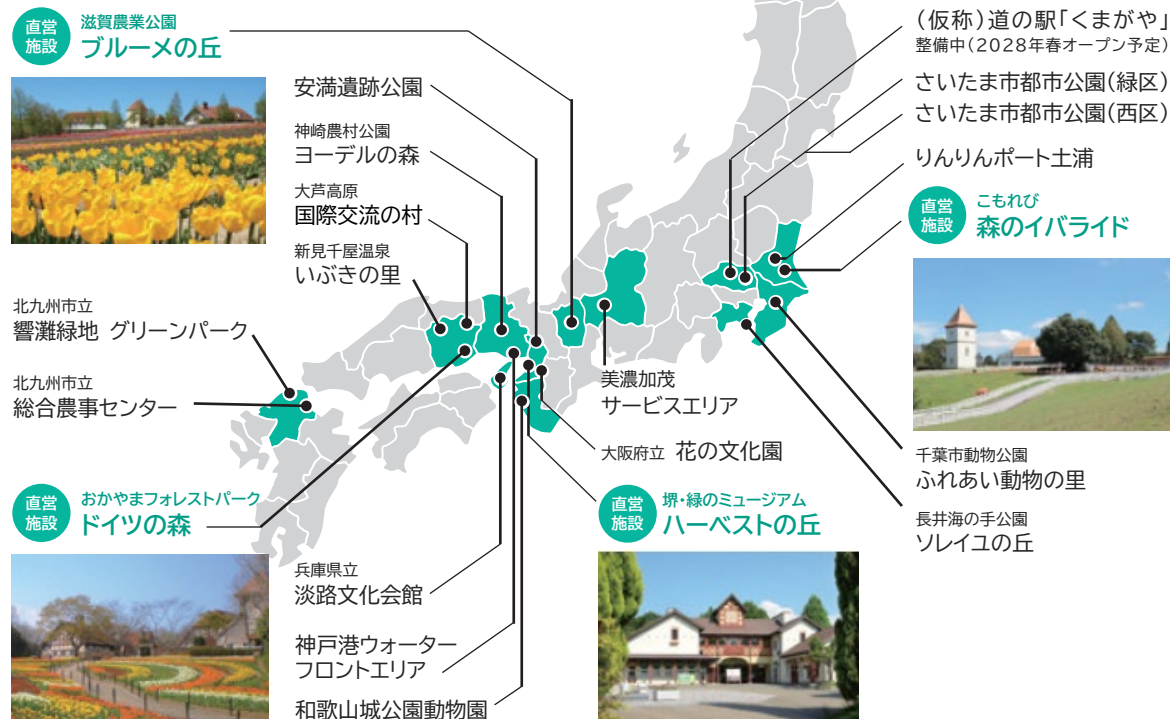 直営
施設
滋賀農業公園
ブルーメの丘
安満遺跡公園
神崎農村公園
ヨーデルの森
大芦高原
国際交流の村
新見千屋温泉
いぶきの里
北九州市立
響灘緑地 グリーンパーク
北九州市立
総合農事センター
直営
施設
おかやまフォレストパーク
ドイツの森
兵庫県立
淡路文化会館
神戸港ウォーター
フロントエリア
和歌山城公園動物園
美濃加茂
サービスエリア
大阪府立 花の文化園
直営
施設
堺・緑のミュージアム
ハーベストの丘
(仮称)道の駅「くまがや」
整備中(2028年春オープン予定)
さいたま市都市公園(緑区)
さいたま市都市公園(西区)
りんりんポート土浦
直営
施設
こもれび
森のイバライド
千葉市動物公園
ふれあい動物の里
長井海の手公園
ソレイユの丘